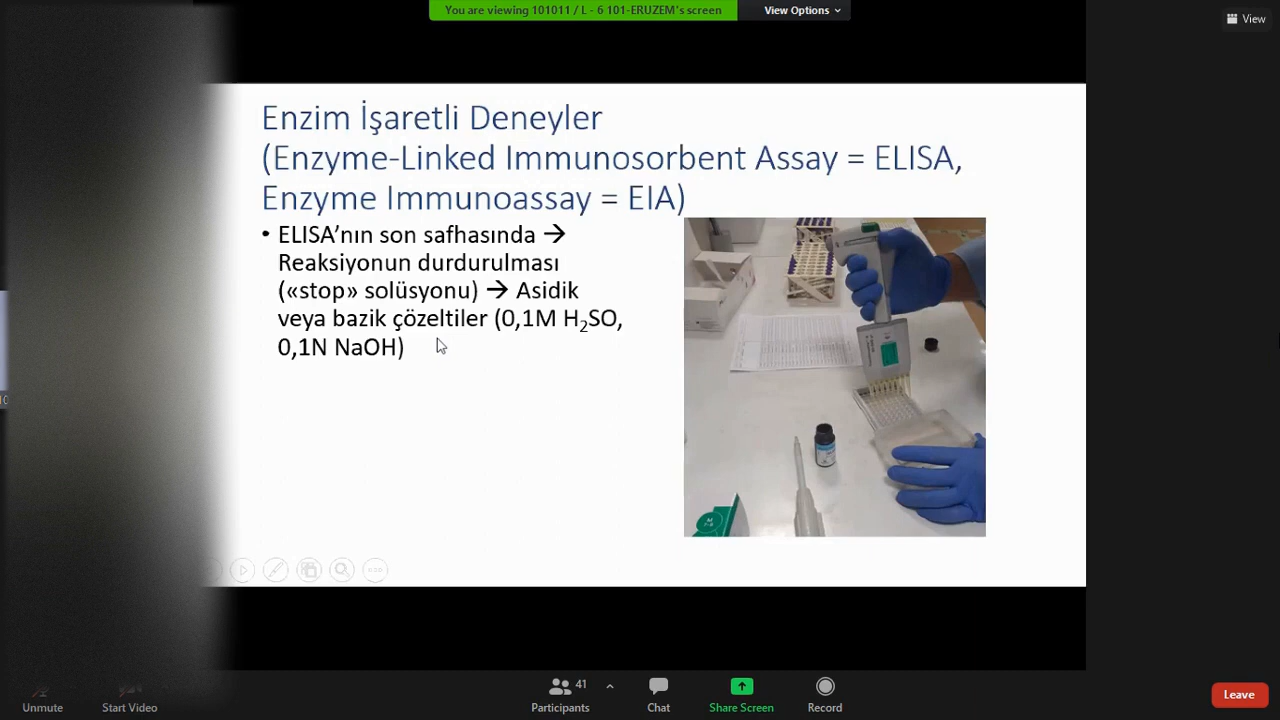 You are viewing 101011 / L - 6 101-ERUZEM's screen
View Options
View
Enzim İşaretli Deneyler
(Enzyme-Linked Immunosorbent Assay = ELISA,
Enzyme Immunoassay = EIA)
• ELISA’nın son safhasında →
Reaksiyonun durdurulması
(«stop» solüsyonu) → Asidik
veya bazik çözeltiler (0,1M H₂SO,
0,1N NaOH)
Unmute
Start Video
41
Participants
Chat
Share Screen
Record
Leave